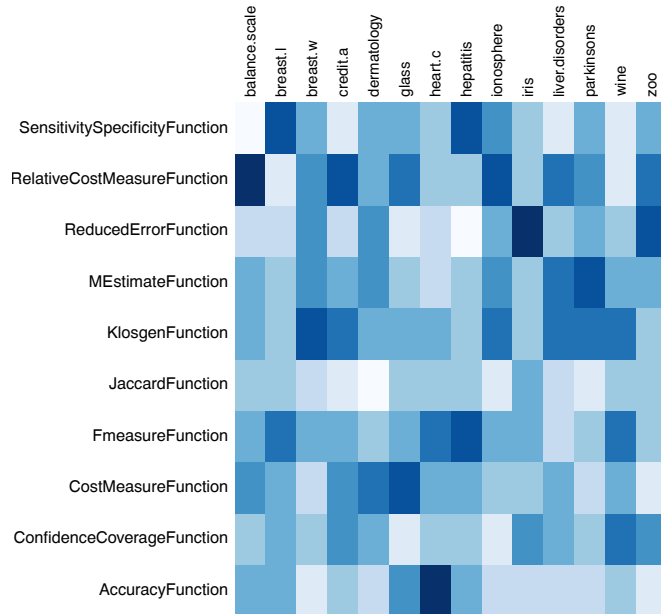 balance.scale
breast.l
breast.w
credit.a
dermatology
glass
heart.c
hepatitis
ionosphere
iris
liver.disorders
parkinsons
wine
zoo
SensitivitySpecificityFunction
RelativeCostMeasureFunction
ReducedErrorFunction
MEstimateFunction
KlosgenFunction
JaccardFunction
FmeasureFunction
CostMeasureFunction
ConfidenceCoverageFunction
AccuracyFunction